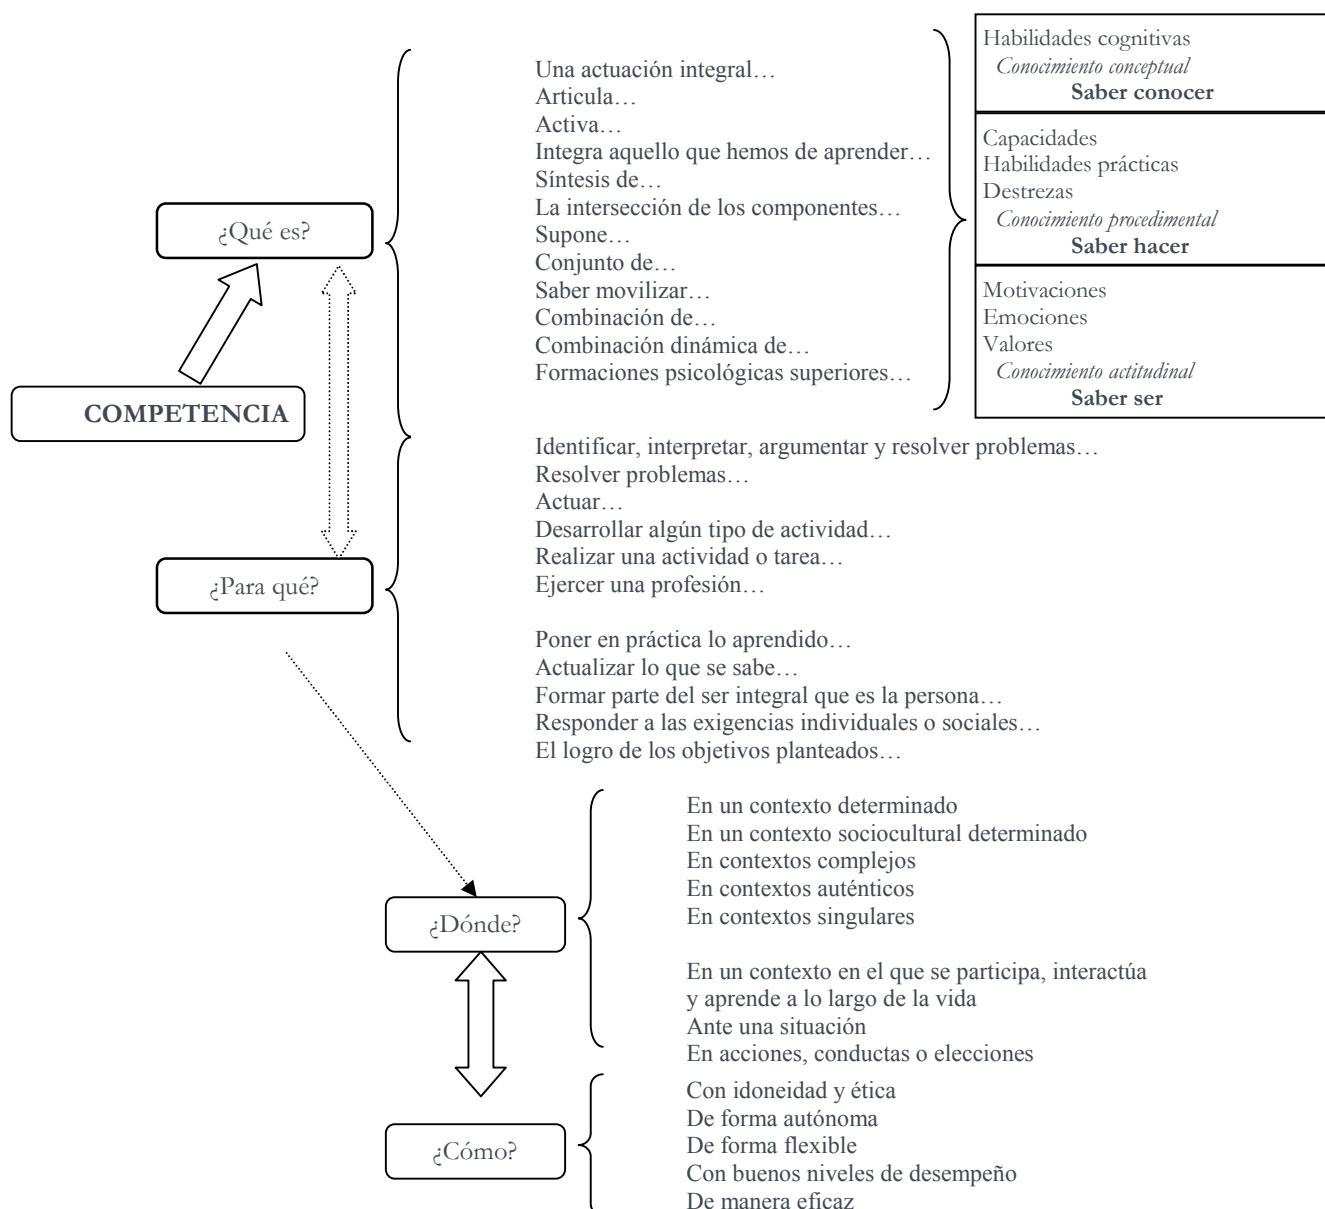 COMPETENCIA
¿Qué es?
Una actuación integral…
Articula…
Activa…
Integra aquello que hemos de aprender…
Síntesis de…
La intersección de los componentes…
Supone…
Conjunto de…
Saber movilizar…
Combinación de…
Combinación dinámica de…
Formaciones psicológicas superiores…
Habilidades cognitivas
Conocimiento conceptual
Saber conocer
Capacidades
Habilidades prácticas
Destrezas
Conocimiento procedimental
Saber hacer
Motivaciones
Emociones
Valores
Conocimiento actitudinal
Saber ser
¿Para qué?
Identificar, interpretar, argumentar y resolver problemas…
Resolver problemas…
Actuar…
Desarrollar algún tipo de actividad…
Realizar una actividad o tarea…
Ejercer una profesión…
Poner en práctica lo aprendido…
Actualizar lo que se sabe…
Formar parte del ser integral que es la persona…
Responder a las exigencias individuales o sociales…
El logro de los objetivos planteados…
¿Dónde?
En un contexto determinado
En un contexto sociocultural determinado
En contextos complejos
En contextos auténticos
En contextos singulares
En un contexto en el que se participa, interactúa
y aprende a lo largo de la vida
Ante una situación
En acciones, conductas o elecciones
¿Cómo?
Con idoneidad y ética
De forma autónoma
De forma flexible
Con buenos niveles de desempeño
De manera eficaz